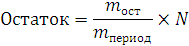 Остаток = m_ост / m_период × N